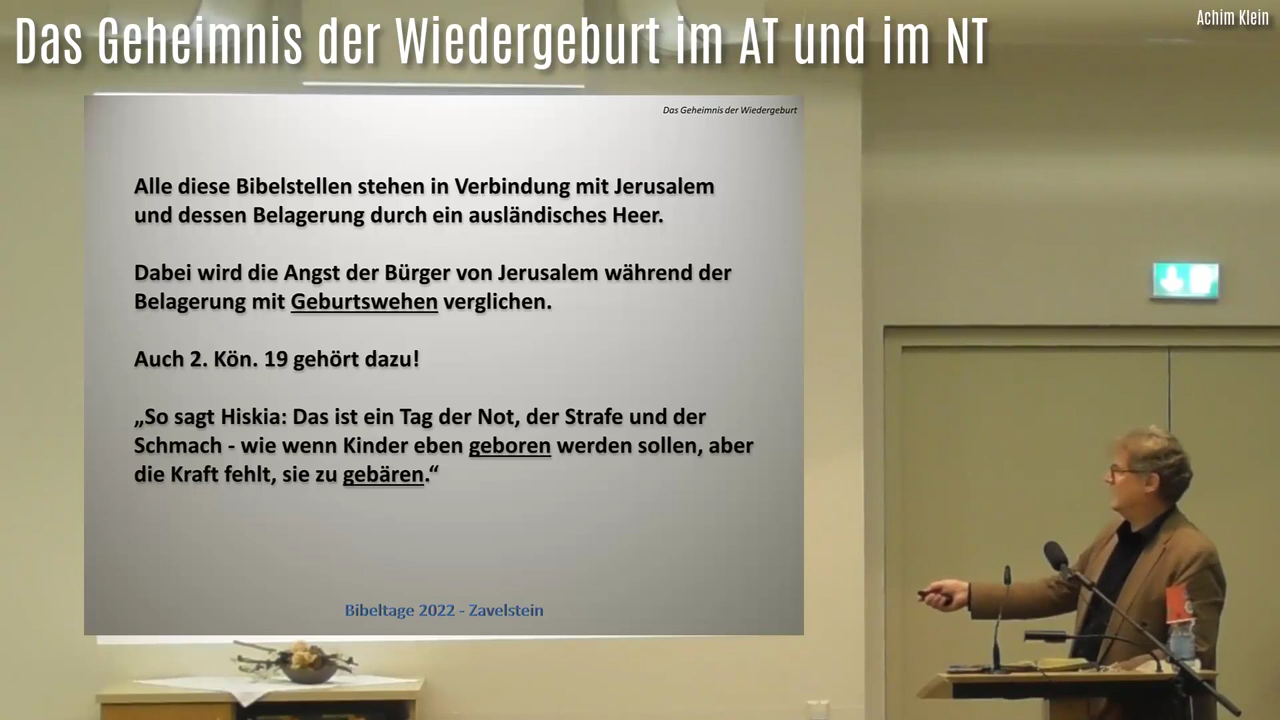 Das Geheimnis der Wiedergeburt im AT und im NT
Achim Klein
Das Geheimnis der Wiedergeburt
Alle diese Bibelstellen stehen in Verbindung mit Jerusalem
und dessen Belagerung durch ein ausländisches Heer.
Dabei wird die Angst der Bürger von Jerusalem während der
Belagerung mit Geburtswehen verglichen.
Auch 2. Kön. 19 gehört dazu!
„So sagt Hiskia: Das ist ein Tag der Not, der Strafe und der
Schmach - wie wenn Kinder eben geboren werden sollen, aber
die Kraft fehlt, sie zu gebären.“
Bibeltage 2022 - Zavelstein